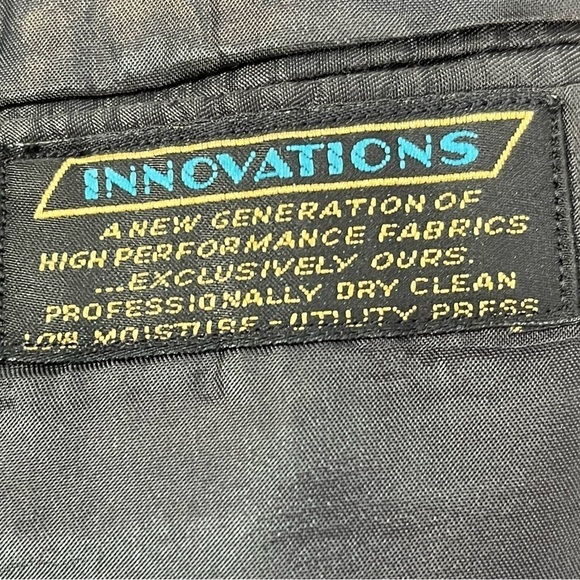 INNOVATIONS
A NEW GENERATION OF
HIGH PERFORMANCE FABRICS
...EXCLUSIVELY OURS.
PROFESSIONALLY DRY CLEAN
LOW MOISTURE - UTILITY PRESS